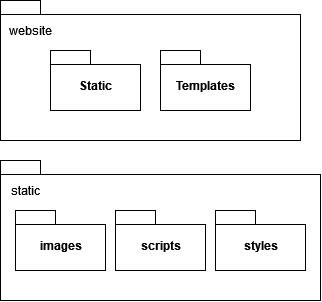 website
Static
Templates
static
images
scripts
styles